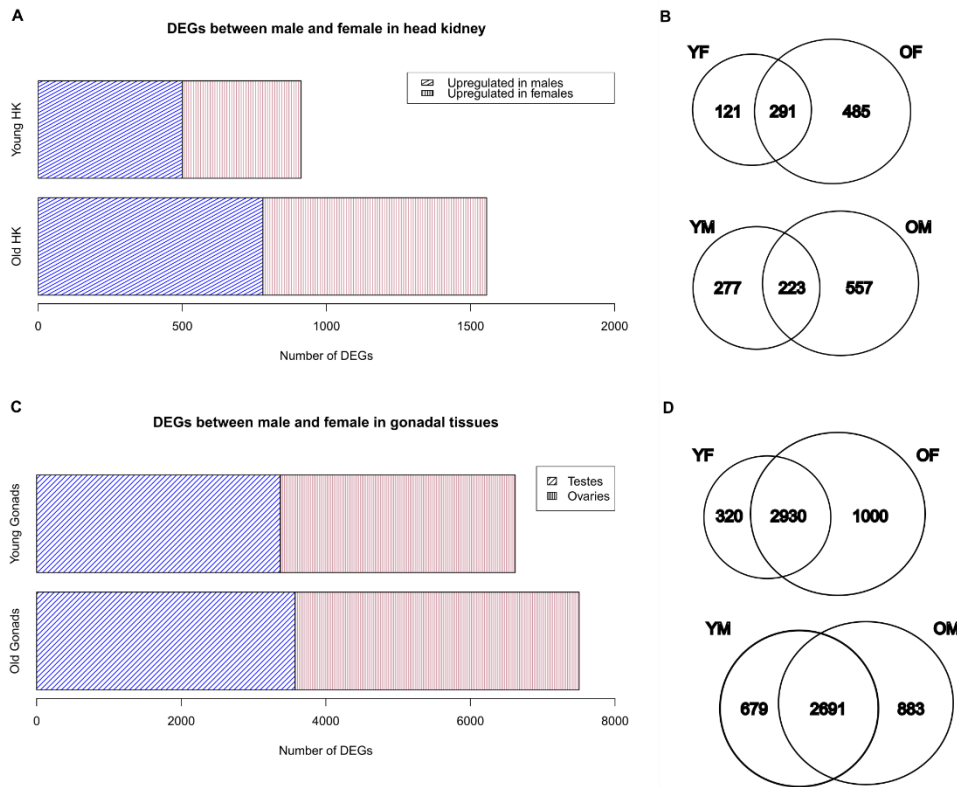 A
DEGs between male and female in head kidney
Upregulated in males
Upregulated in females
Young HK
Old HK
0 500 1000 1500 2000
Number of DEGs
B
YF OF
121 291 485
YM OM
277 223 557
C
DEGs between male and female in gonadal tissues
Testes
Ovaries
Young Gonads
Old Gonads
0 2000 4000 6000 8000
Number of DEGs
D
YF OF
320 2930 1000
YM OM
679 2691 883